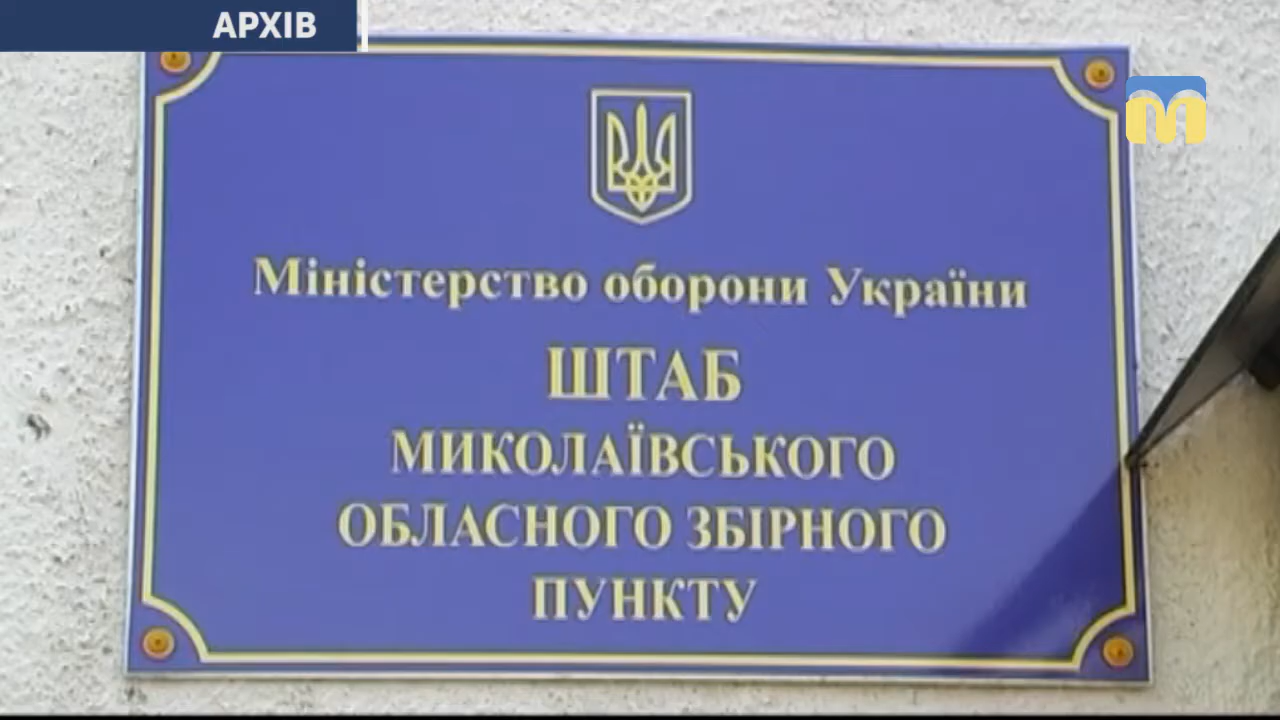 АРХІВ
Міністерство оборони України
ШТАБ
МИКОЛАЇВСЬКОГО
ОБЛАСНОГО ЗБІРНОГО
ПУНКТУ